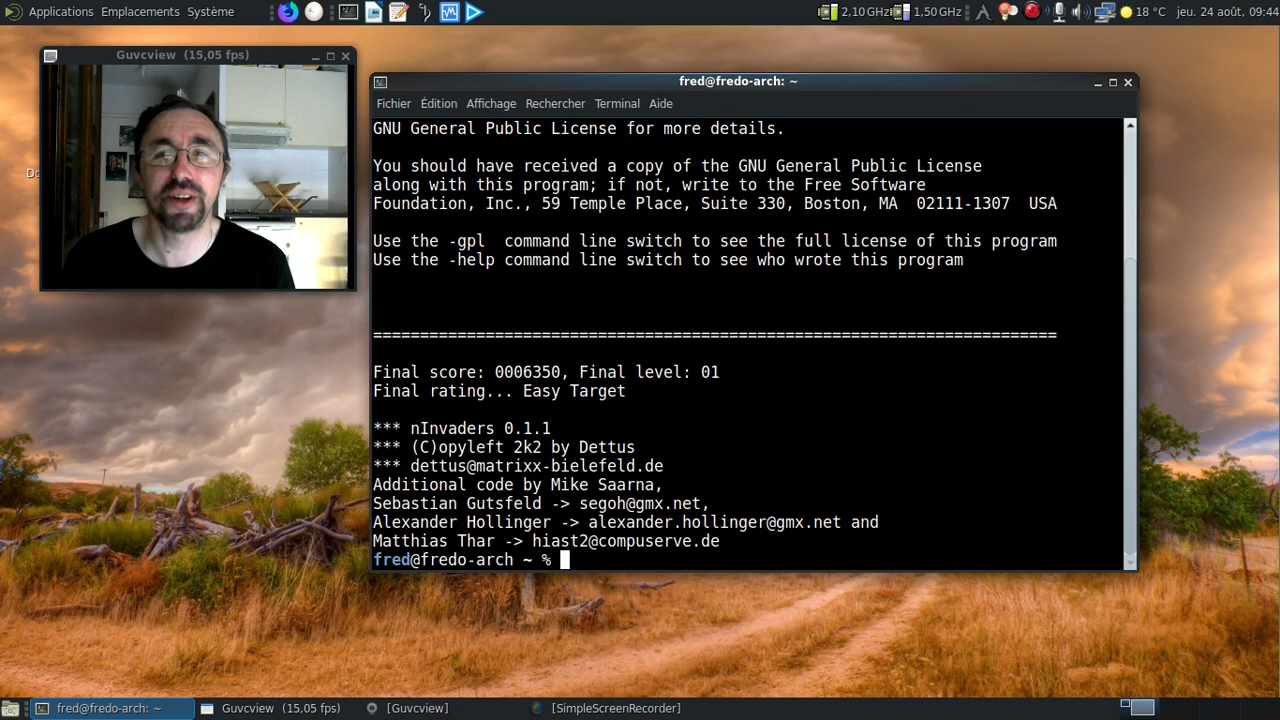 Applications Emplacements Système
2,10 GHz 1,50 GHz 18 °C jeu. 24 août, 09:44
Guvcview (15,05 fps)
fred@fredo-arch: ~
Fichier Édition Affichage Rechercher Terminal Aide
GNU General Public License for more details.
You should have received a copy of the GNU General Public License
along with this program; if not, write to the Free Software
Foundation, Inc., 59 Temple Place, Suite 330, Boston, MA 02111-1307 USA
Use the -gpl command line switch to see the full license of this program
Use the -help command line switch to see who wrote this program
========================================================================
Final score: 0006350, Final level: 01
Final rating... Easy Target
*** nInvaders 0.1.1
*** (C)opyleft 2k2 by Dettus
*** dettus@matrixx-bielefeld.de
Additional code by Mike Saarna,
Sebastian Gutsfeld -> segoh@gmx.net,
Alexander Hollinger -> alexander.hollinger@gmx.net and
Matthias Thar -> hiast2@compuserve.de
fred@fredo-arch ~ %
fred@fredo-arch: ~ Guvcview (15,05 fps) [Guvcview] [SimpleScreenRecorder]